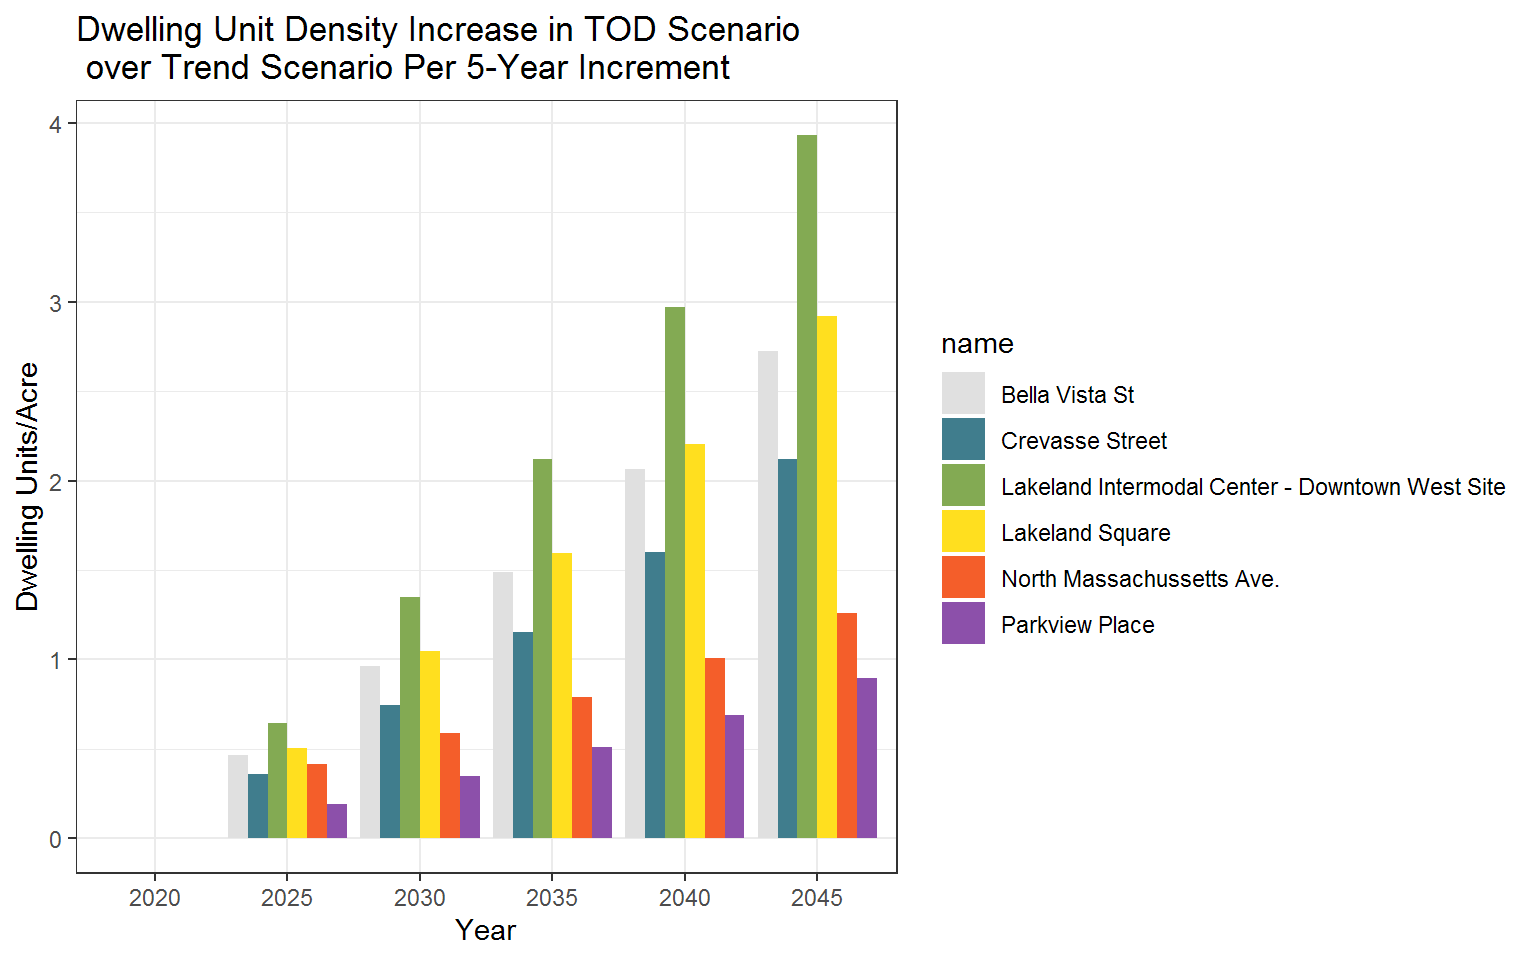 Dwelling Unit Density Increase in TOD Scenario
over Trend Scenario Per 5-Year Increment
4
3
2
1
0
Dwelling Units/Acre
2020 2025 2030 2035 2040 2045
Year
name
Bella Vista St
Crevasse Street
Lakeland Intermodal Center - Downtown West Site
Lakeland Square
North Massachussetts Ave.
Parkview Place